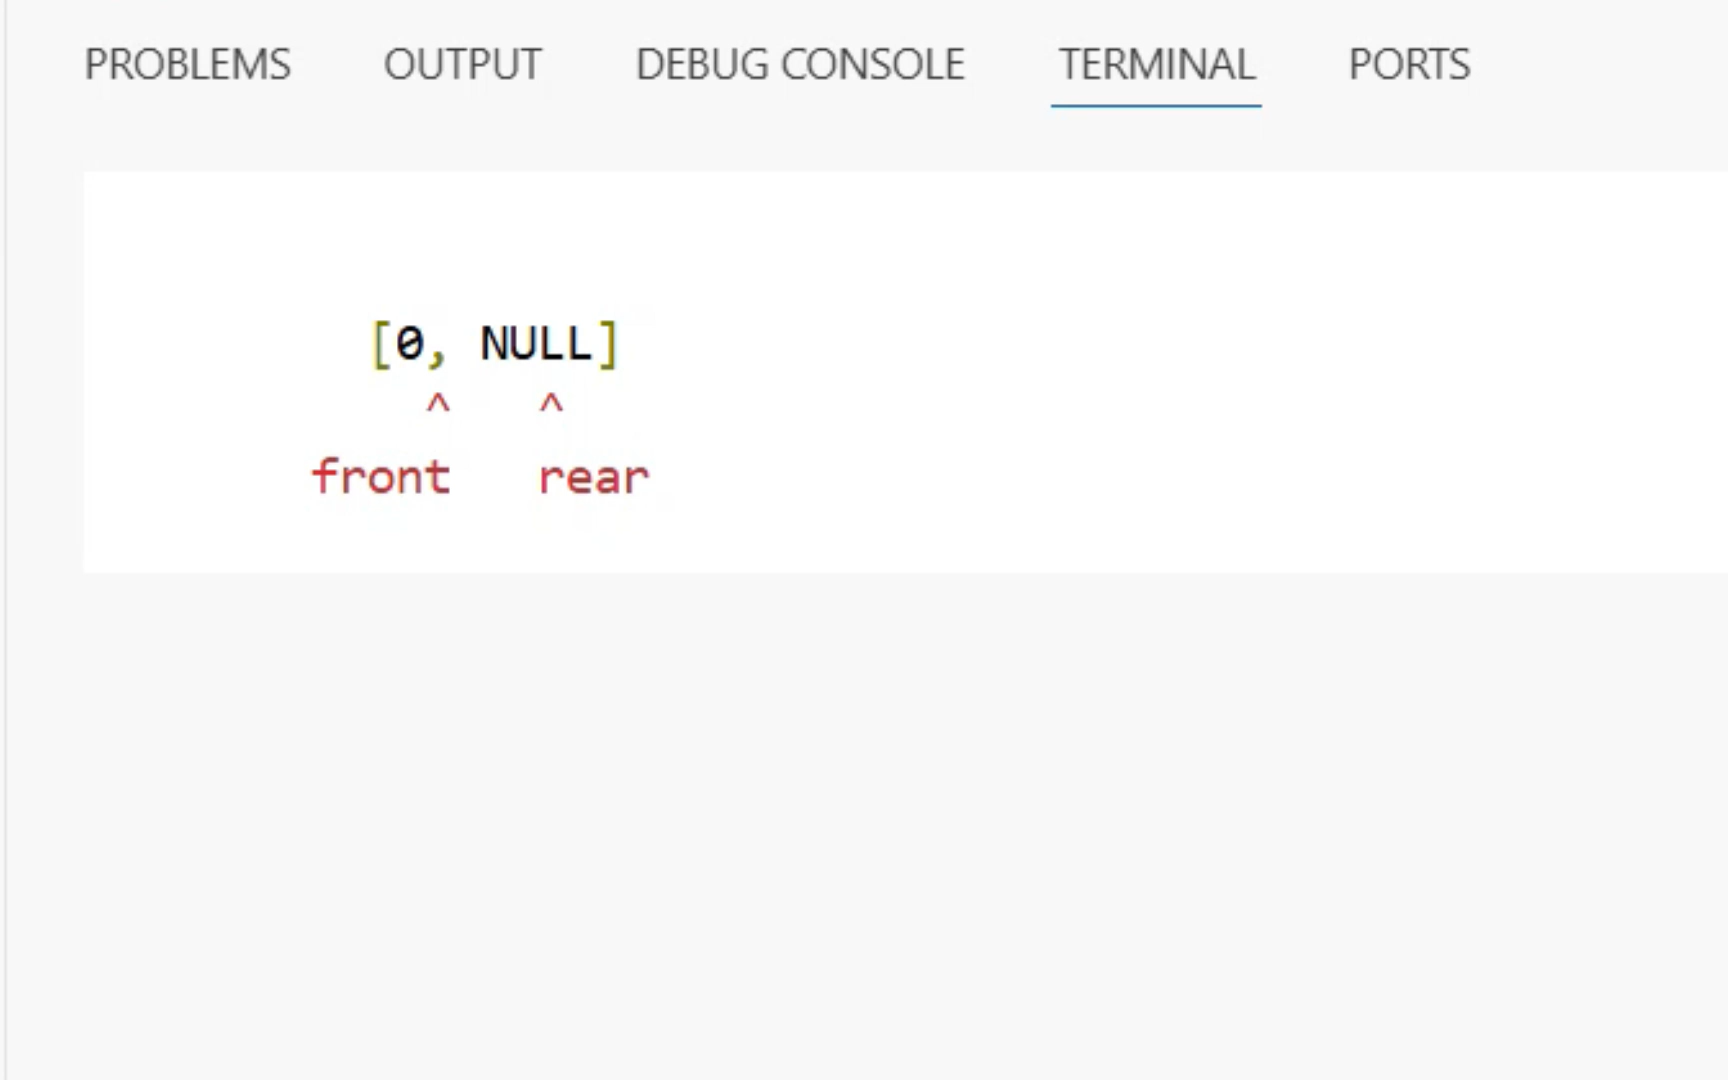 PROBLEMS OUTPUT DEBUG CONSOLE TERMINAL PORTS
[0, NULL]
^ ^
front rear